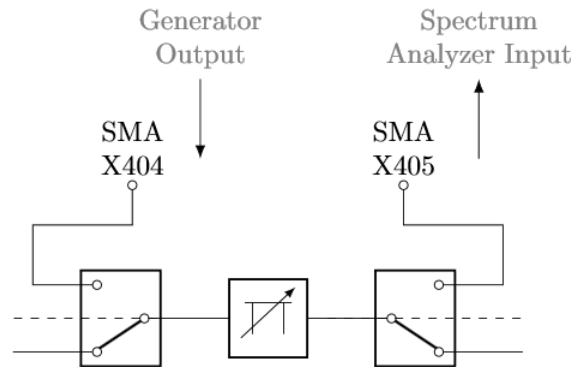 Generator
Output
Spectrum
Analyzer Input
SMA
X404
SMA
X405